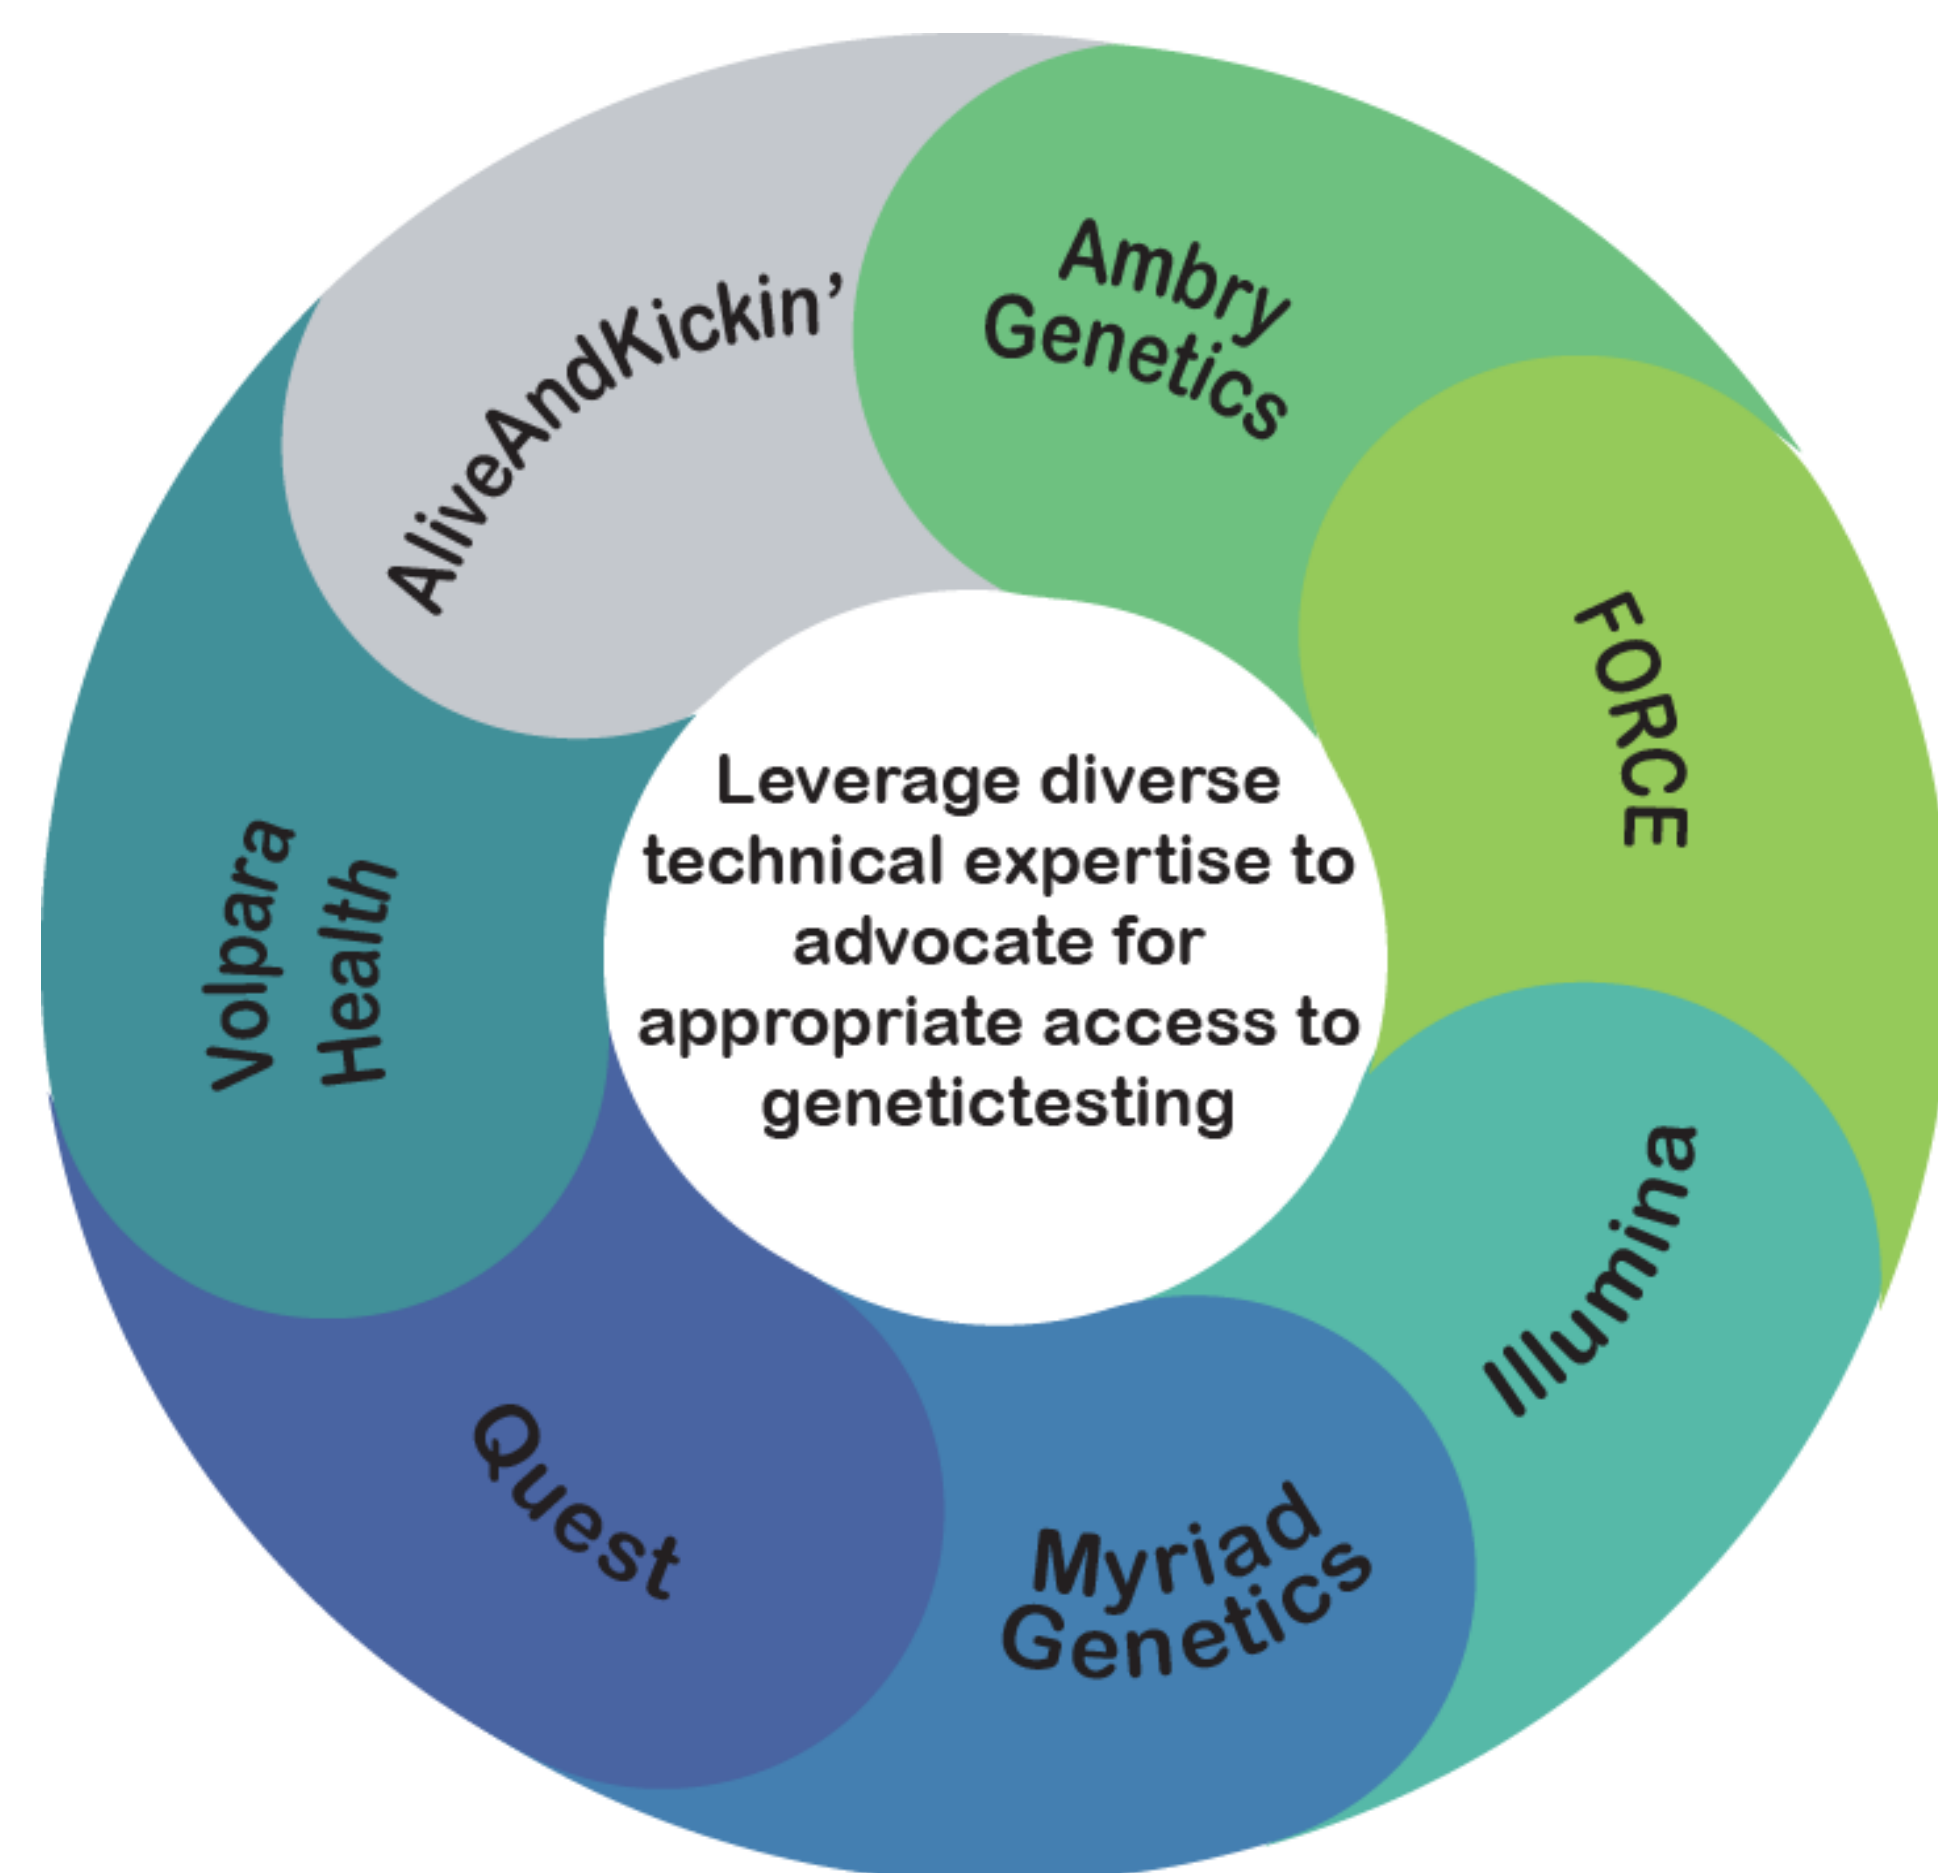 AliveAndKickin’
Ambry
Genetics
FORCE
Illumina
Myriad
Genetics
Quest
Volpara
Health
Leverage diverse
technical expertise to
advocate for
appropriate access to
genetictesting